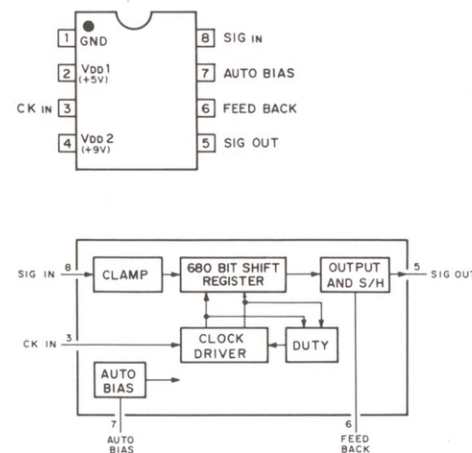 1 GND 8 SIG IN
2 VDD1 (+5V) 7 AUTO BIAS
CK IN 3 6 FEED BACK
4 VDD2 (+9V) 5 SIG OUT
SIG IN 8 CLAMP 680 BIT SHIFT REGISTER OUTPUT AND S/H 5 SIG OUT
CK IN 3 CLOCK DRIVER DUTY
AUTO BIAS
7 6
AUTO BIAS FEED BACK